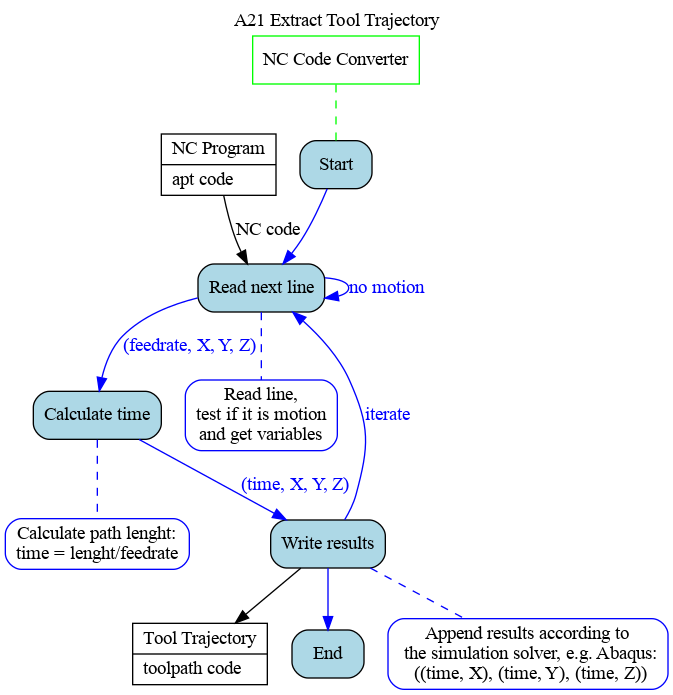 A21 Extract Tool Trajectory
NC Code Converter
NC Program
apt code
Start
NC code
Read next line
no motion
(feedrate, X, Y, Z)
Read line,
test if it is motion
and get variables
Calculate time
iterate
(time, X, Y, Z)
Calculate path lenght:
time = lenght/feedrate
Write results
Tool Trajectory
toolpath code
End
Append results according to
the simulation solver, e.g. Abaqus:
((time, X), (time, Y), (time, Z))